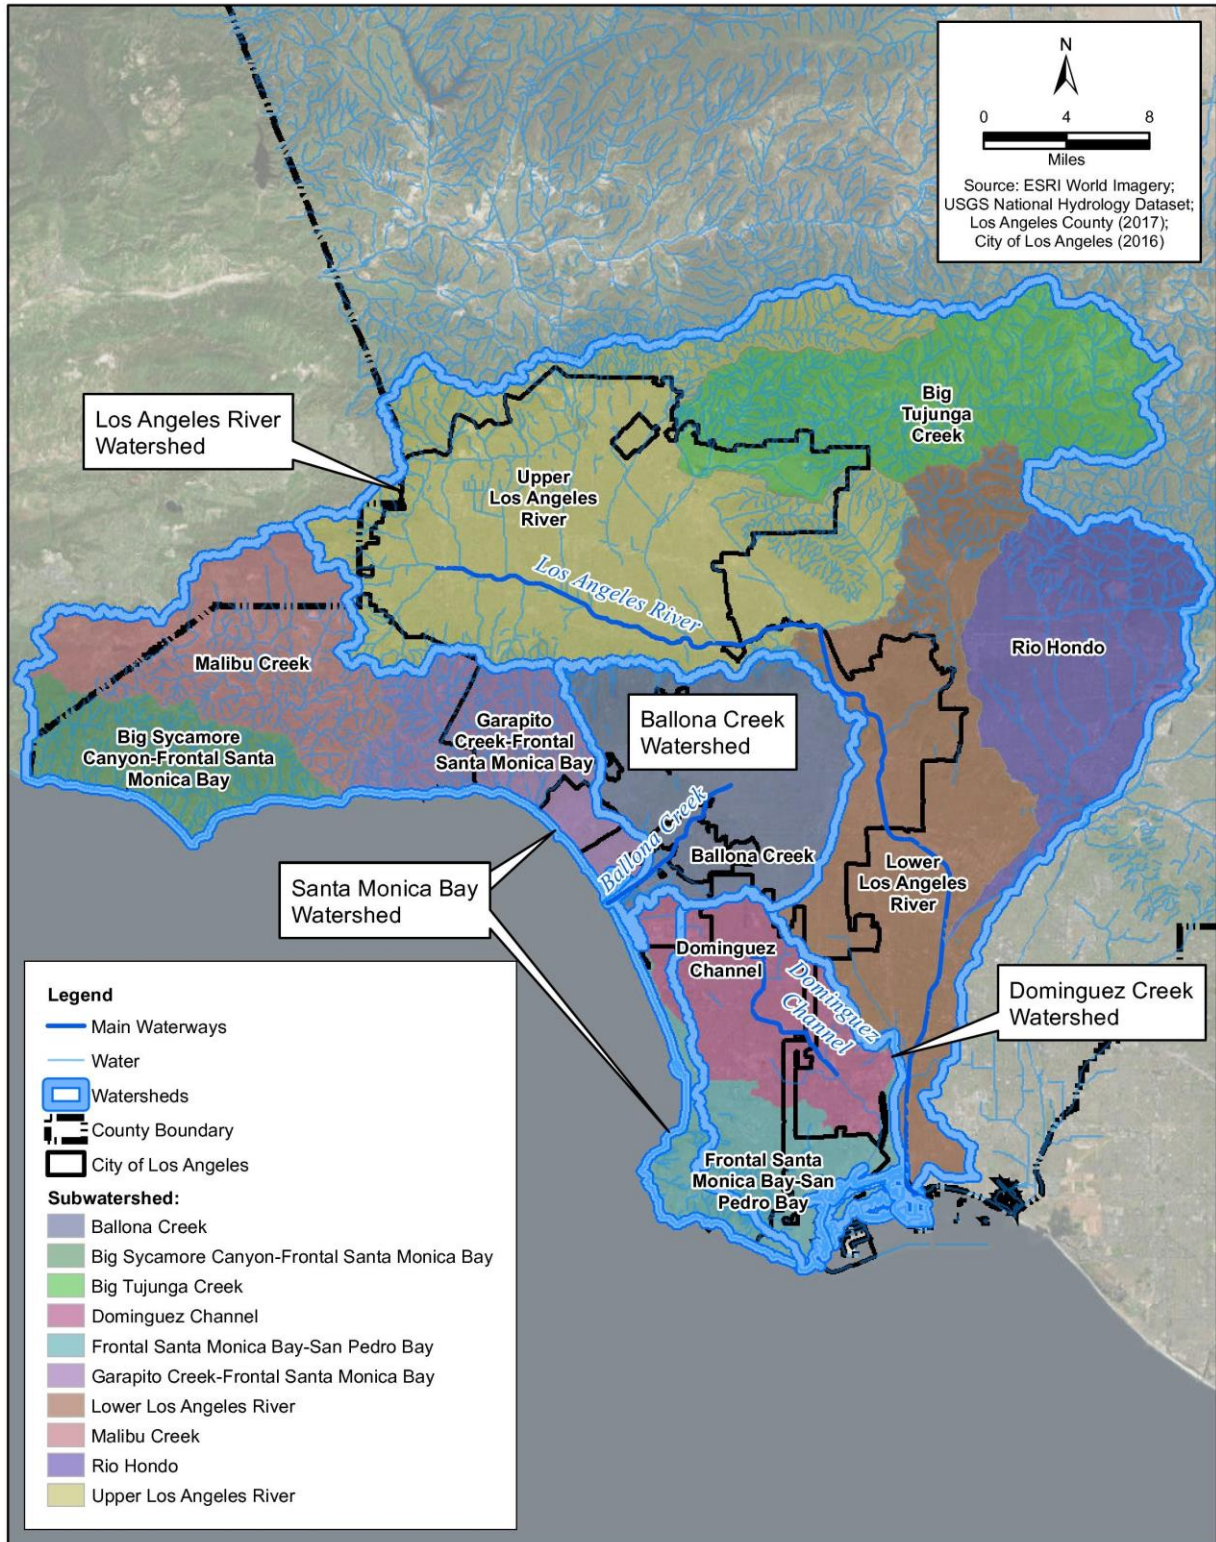 N
0 4 8
Miles
Source: ESRI World Imagery;
USGS National Hydrology Dataset;
Los Angeles County (2017);
City of Los Angeles (2016)
Los Angeles River
Watershed
Big
Tujunga
Creek
Upper
Los Angeles
River
Los Angeles River
Rio Hondo
Malibu Creek
Garapito
Creek-Frontal
Santa Monica Bay
Ballona Creek
Watershed
Big Sycamore
Canyon-Frontal Santa
Monica Bay
Ballona Creek
Ballona Creek
Lower
Los Angeles
River
Santa Monica Bay
Watershed
Dominguez
Channel
Dominguez
Channel
Dominguez Creek
Watershed
Frontal Santa
Monica Bay-San
Pedro Bay
Legend
Main Waterways
Water
Watersheds
County Boundary
City of Los Angeles
Subwatershed:
Ballona Creek
Big Sycamore Canyon-Frontal Santa Monica Bay
Big Tujunga Creek
Dominguez Channel
Frontal Santa Monica Bay-San Pedro Bay
Garapito Creek-Frontal Santa Monica Bay
Lower Los Angeles River
Malibu Creek
Rio Hondo
Upper Los Angeles River